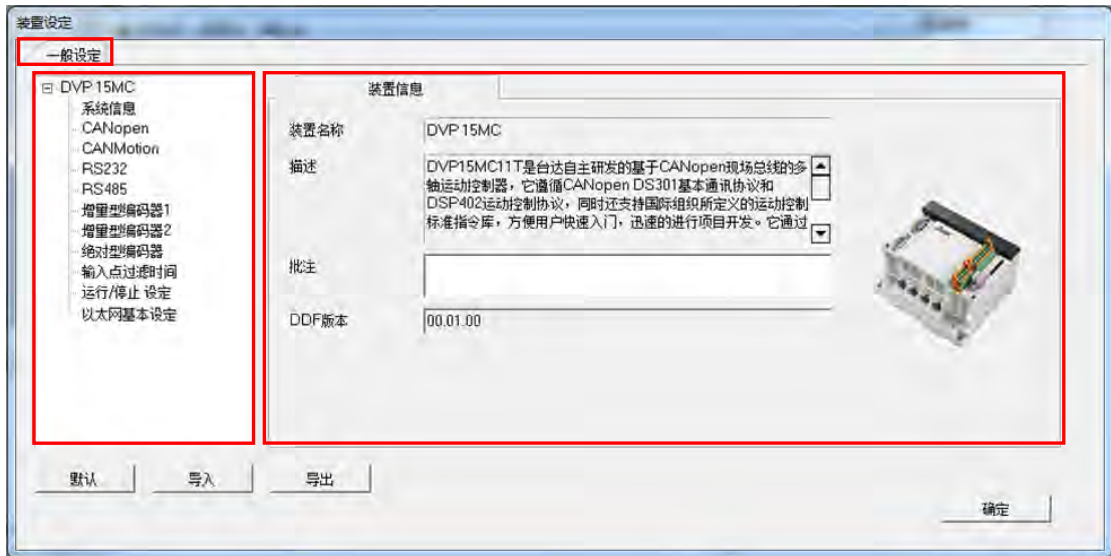 装置设定
一般设定
DVP 15MC
系统信息
CANopen
CANMotion
RS232
RS485
增量型编码器1
增量型编码器2
绝对型编码器
输入点过滤时间
运行/停止 设定
以太网基本设定
装置信息
装置名称
DVP 15MC
描述
DVP15MC11T是台达自主研发的基于CANopen现场总线的多
轴运动控制器，它遵循CANopen DS301基本通讯协议和
DSP402运动控制协议，同时还支持国际组织所定义的运动控制
标准指令库，方便用户快速入门，迅速的进行项目开发。它通过
批注
DDF版本
00.01.00
默认
导入
导出
确定